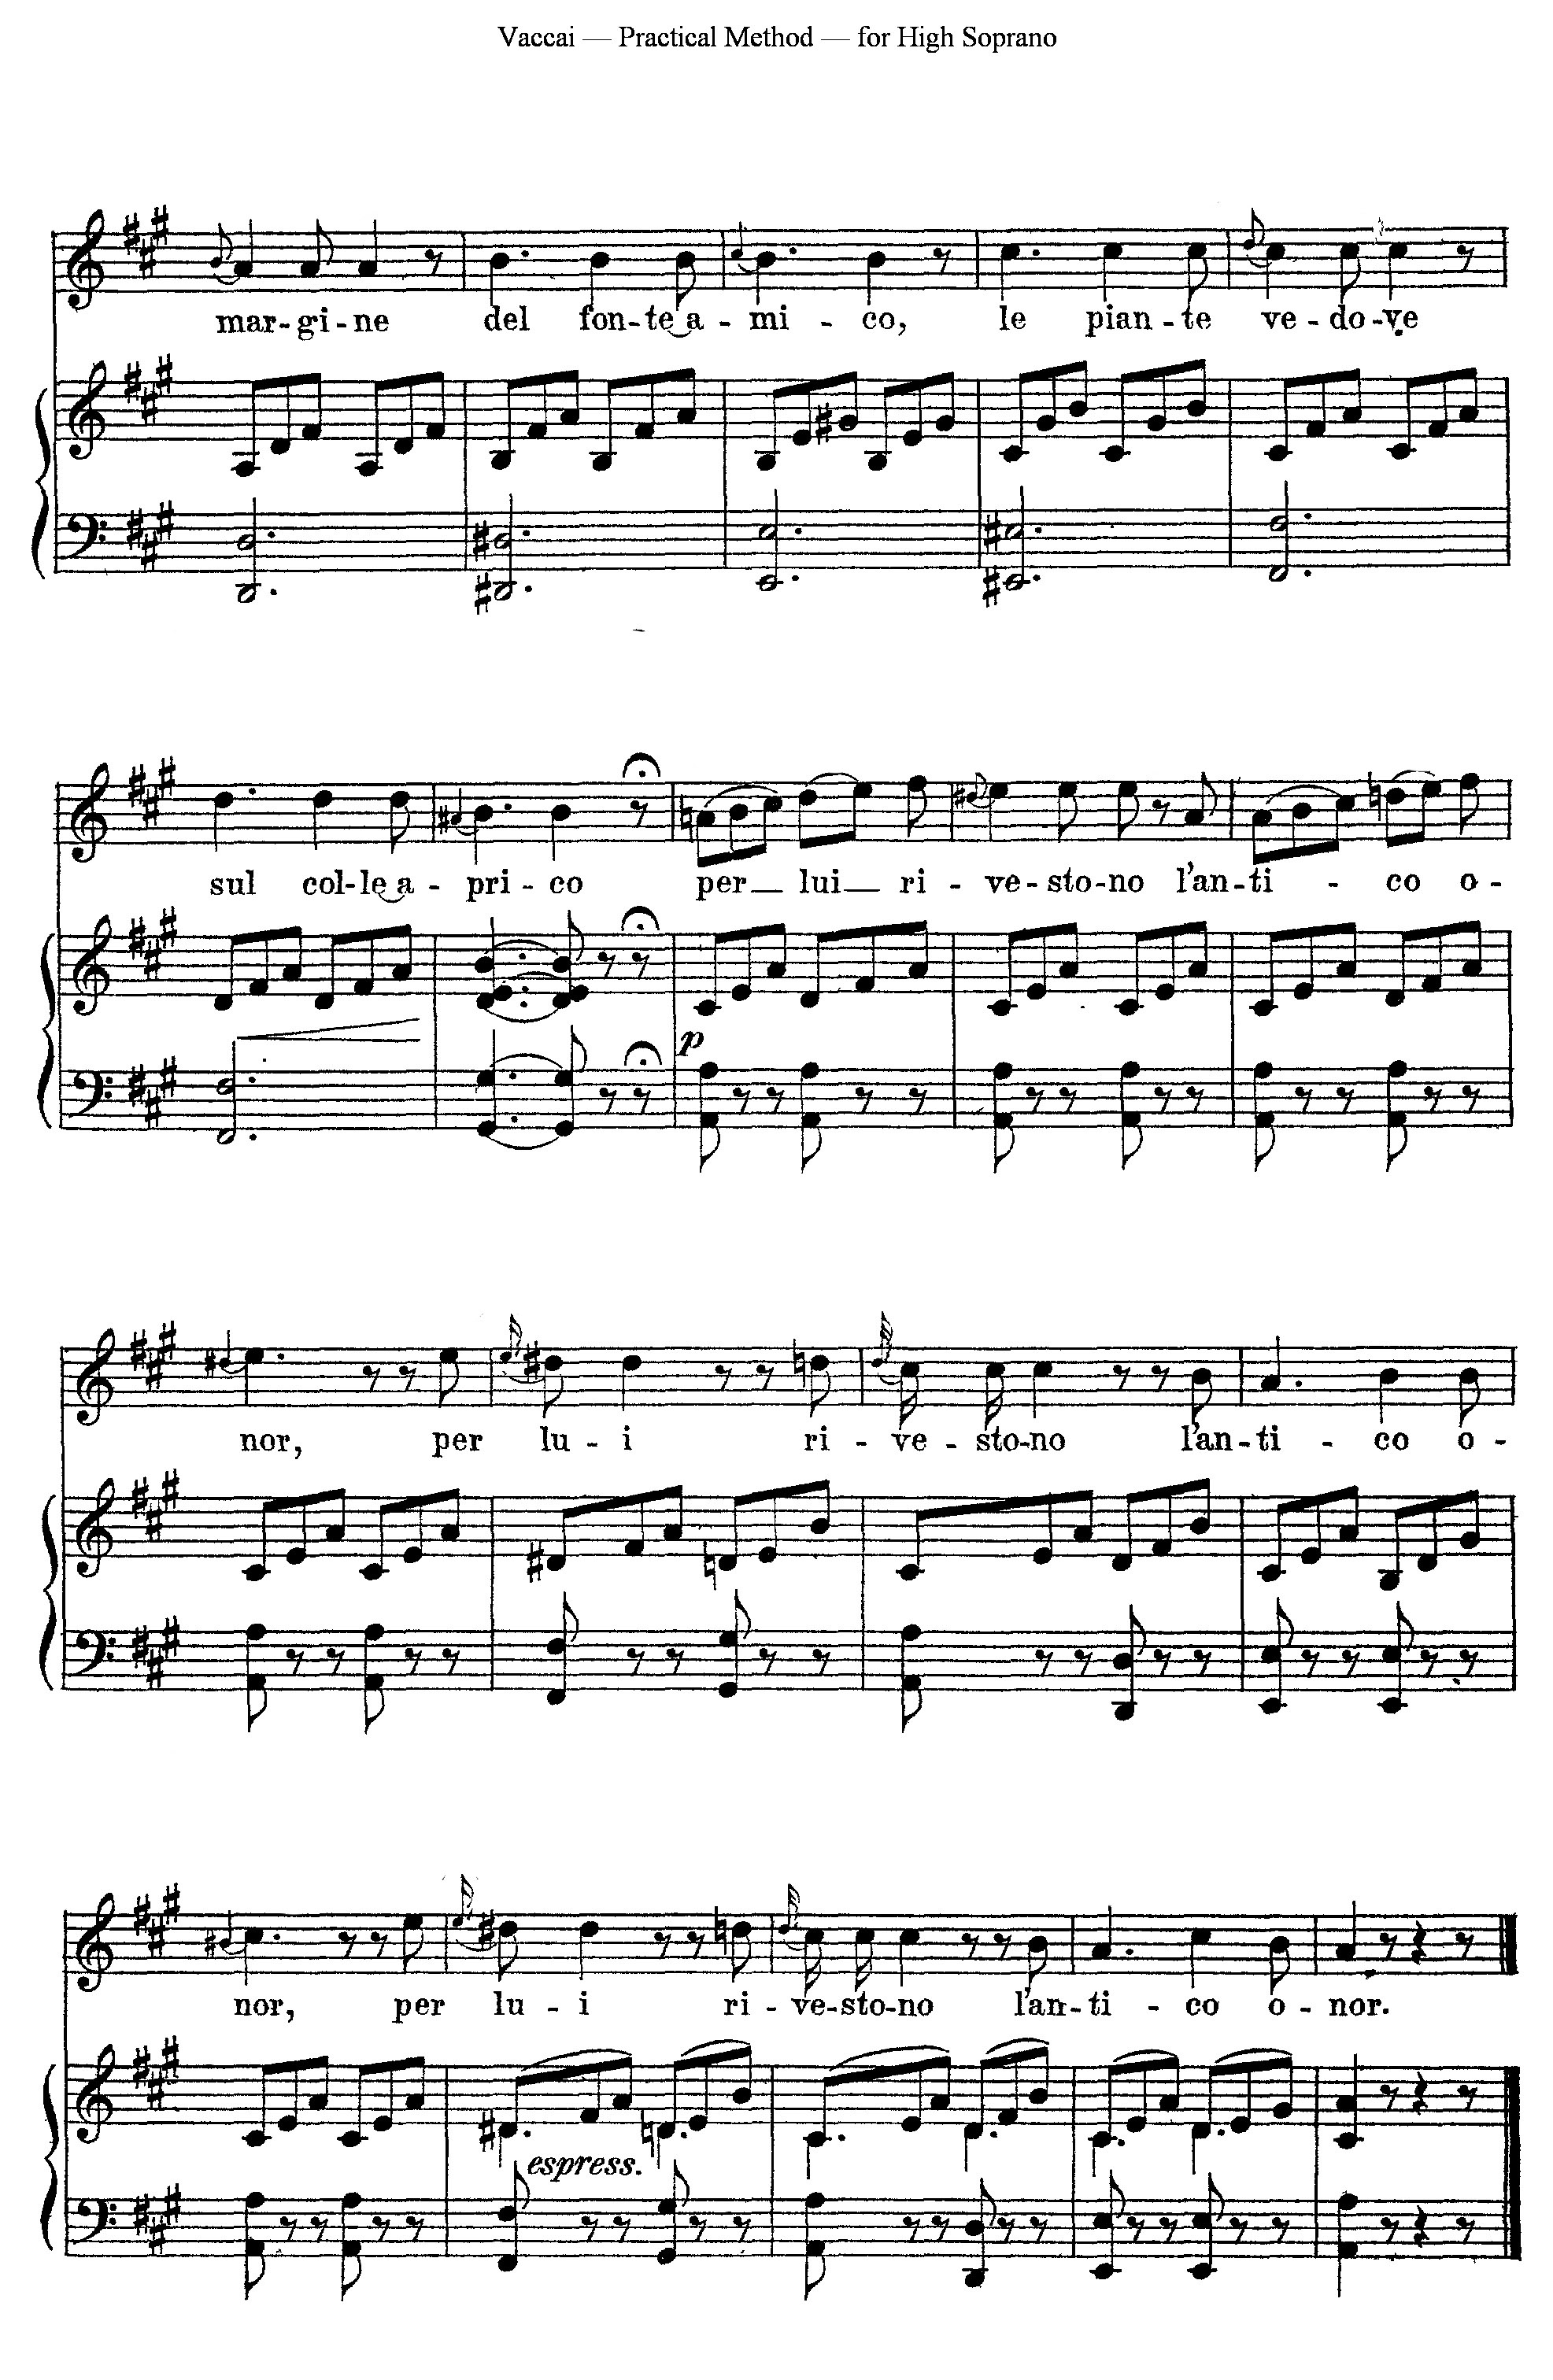 Vaccai — Practical Method — for High Soprano
mar-gi-ne del fon-te a-mi-co, le pian-te ve-do-ve
sul col-le a-pri-co per lui ri-ve-sto-no l'an-ti-co o-
p
nor, per lu-i ri-ve-sto-no l'an-ti-co o-
nor, per lu-i ri-ve-sto-no l'an-ti-co o-nor.
espress.